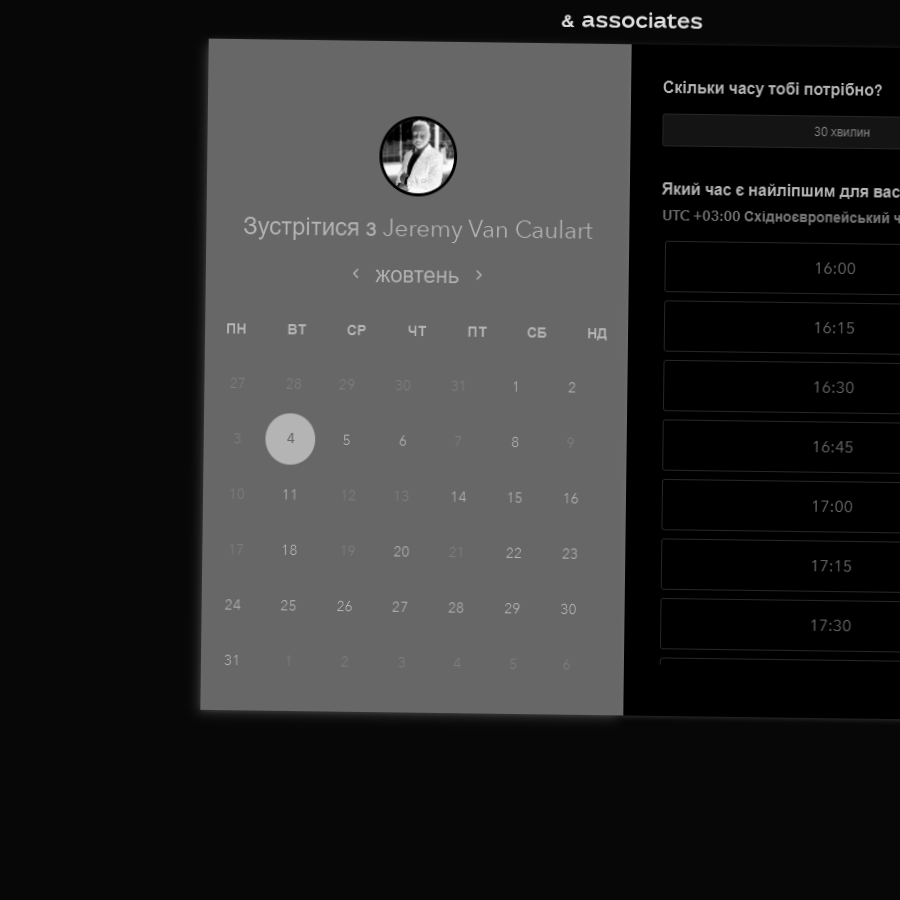 & associates
Зустрітися з Jeremy Van Caulart
жовтень
ПН ВТ СР ЧТ ПТ СБ НД
27 28 29 30 31 1 2
3 4 5 6 7 8 9
10 11 12 13 14 15 16
17 18 19 20 21 22 23
24 25 26 27 28 29 30
31 1 2 3 4 5 6
Скільки часу тобі потрібно?
30 хвилин
Який час є найліпшим для вас
UTC +03:00 Східноєвропейський ч
16:00
16:15
16:30
16:45
17:00
17:15
17:30